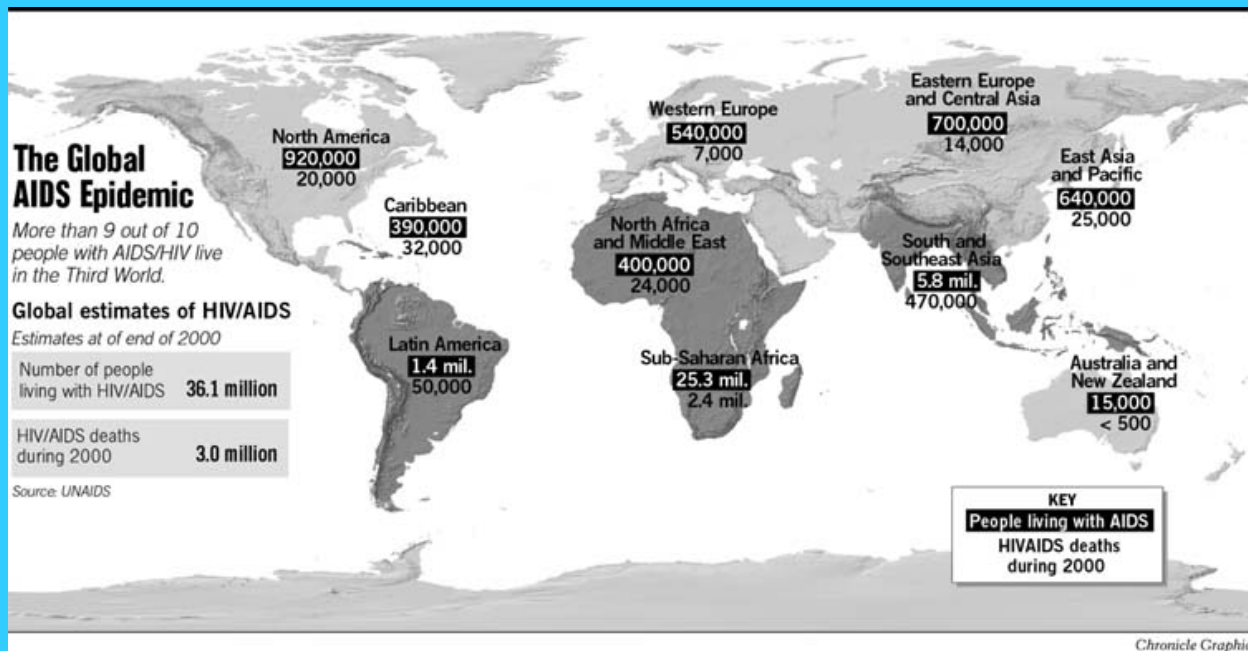 The Global
AIDS Epidemic
More than 9 out of 10
people with AIDS/HIV live
in the Third World.
Global estimates of HIV/AIDS
Estimates at of end of 2000
Number of people
living with HIV/AIDS 36.1 million
HIV/AIDS deaths
during 2000 3.0 million
Source: UNAIDS
North America
920,000
20,000
Caribbean
390,000
32,000
Latin America
1.4 mil.
50,000
Western Europe
540,000
7,000
North Africa
and Middle East
400,000
24,000
Sub-Saharan Africa
25.3 mil.
2.4 mil.
Eastern Europe
and Central Asia
700,000
14,000
East Asia
and Pacific
640,000
25,000
South and
Southeast Asia
5.8 mil.
470,000
Australia and
New Zealand
15,000
< 500
KEY
People living with AIDS
HIVAIDS deaths
during 2000
Chronicle Graphic